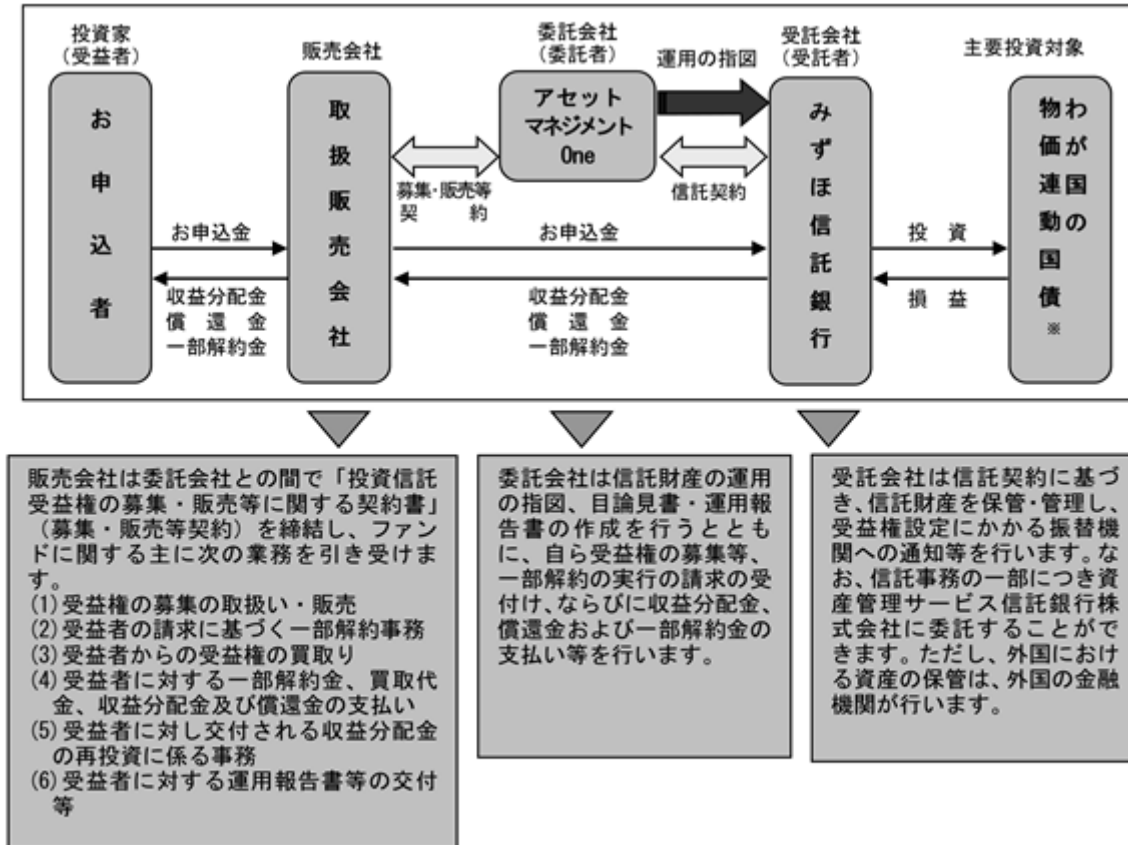 投資家
（受益者）
お申込者
販売会社
取扱販売会社
委託会社
（委託者）
アセット
マネジメント
One
運用の指図
受託会社
（受託者）
みずほ信託銀行
主要投資対象
わが国の
物価連動国債
※
募集・販売等
契　約
信託契約
お申込金
収益分配金
償　還　金
一部解約金
お申込金
収益分配金
償　還　金
一部解約金
投　資
損　益
販売会社は委託会社との間で「投資信託
受益権の募集・販売等に関する契約書」
（募集・販売等契約）を締結し、ファン
ドに関する主に次の業務を引き受けま
す。
(1)受益権の募集の取扱い・販売
(2)受益者の請求に基づく一部解約事務
(3)受益者からの受益権の買取り
(4)受益者に対する一部解約金、買取代
金、収益分配金及び償還金の支払い
(5)受益者に対し交付される収益分配金
の再投資に係る事務
(6)受益者に対する運用報告書等の交付
等
委託会社は信託財産の運用
の指図、目論見書・運用報
告書の作成を行うととも
に、自ら受益権の募集等、
一部解約の実行の請求の受
付け、ならびに収益分配金、
償還金および一部解約金の
支払い等を行います。
受託会社は信託契約に基づ
き、信託財産を保管・管理し、
受益権設定にかかる振替機
関への通知等を行います。な
お、信託事務の一部につき資
産管理サービス信託銀行株
式会社に委託することがで
きます。ただし、外国におけ
る資産の保管は、外国の金融
機関が行います。